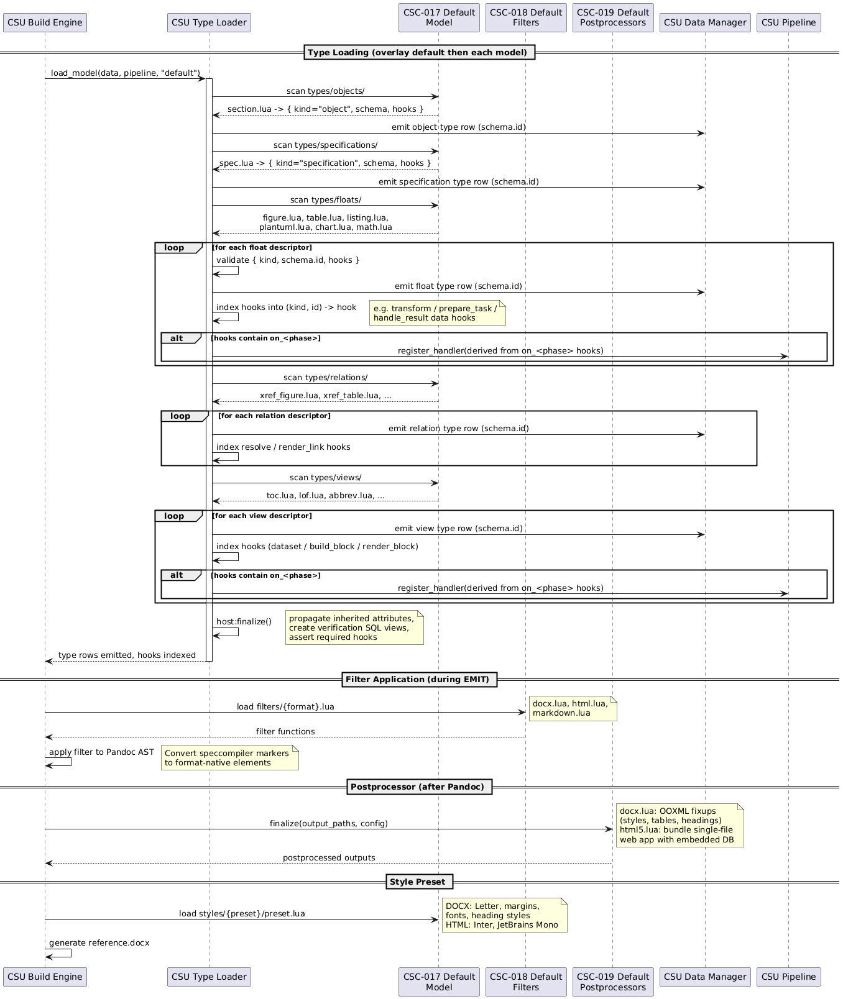 CSU Build Engine
CSU Type Loader
CSC-017 Default
Model
CSC-018 Default
Filters
CSC-019 Default
Postprocessors
CSU Data Manager
CSU Pipeline
Type Loading (overlay default then each model)
load_model(data, pipeline, "default")
scan types/objects/
section.lua -> { kind="object", schema, hooks }
emit object type row (schema.id)
scan types/specifications/
spec.lua -> { kind="specification", schema, hooks }
emit specification type row (schema.id)
scan types/floats/
figure.lua, table.lua, listing.lua,
plantuml.lua, chart.lua, math.lua
loop
[for each float descriptor]
validate { kind, schema.id, hooks }
emit float type row (schema.id)
index hooks into (kind, id) -> hook
e.g. transform / prepare_task /
handle_result data hooks
alt
[hooks contain on_<phase>]
register_handler(derived from on_<phase> hooks)
scan types/relations/
xref_figure.lua, xref_table.lua, ...
loop
[for each relation descriptor]
emit relation type row (schema.id)
index resolve / render_link hooks
scan types/views/
toc.lua, lof.lua, abbrev.lua, ...
loop
[for each view descriptor]
emit view type row (schema.id)
index hooks (dataset / build_block / render_block)
alt
[hooks contain on_<phase>]
register_handler(derived from on_<phase> hooks)
host:finalize()
propagate inherited attributes,
create verification SQL views,
assert required hooks
type rows emitted, hooks indexed
Filter Application (during EMIT)
load filters/{format}.lua
docx.lua, html.lua,
markdown.lua
filter functions
apply filter to Pandoc AST
Convert speccompiler markers
to format-native elements
Postprocessor (after Pandoc)
finalize(output_paths, config)
docx.lua: OOXML fixups
(styles, tables, headings)
html5.lua: bundle single-file
web app with embedded DB
postprocessed outputs
Style Preset
load styles/{preset}/preset.lua
DOCX: Letter, margins,
fonts, heading styles
HTML: Inter, JetBrains Mono
generate reference.docx
CSU Build Engine
CSU Type Loader
CSC-017 Default
Model
CSC-018 Default
Filters
CSC-019 Default
Postprocessors
CSU Data Manager
CSU Pipeline